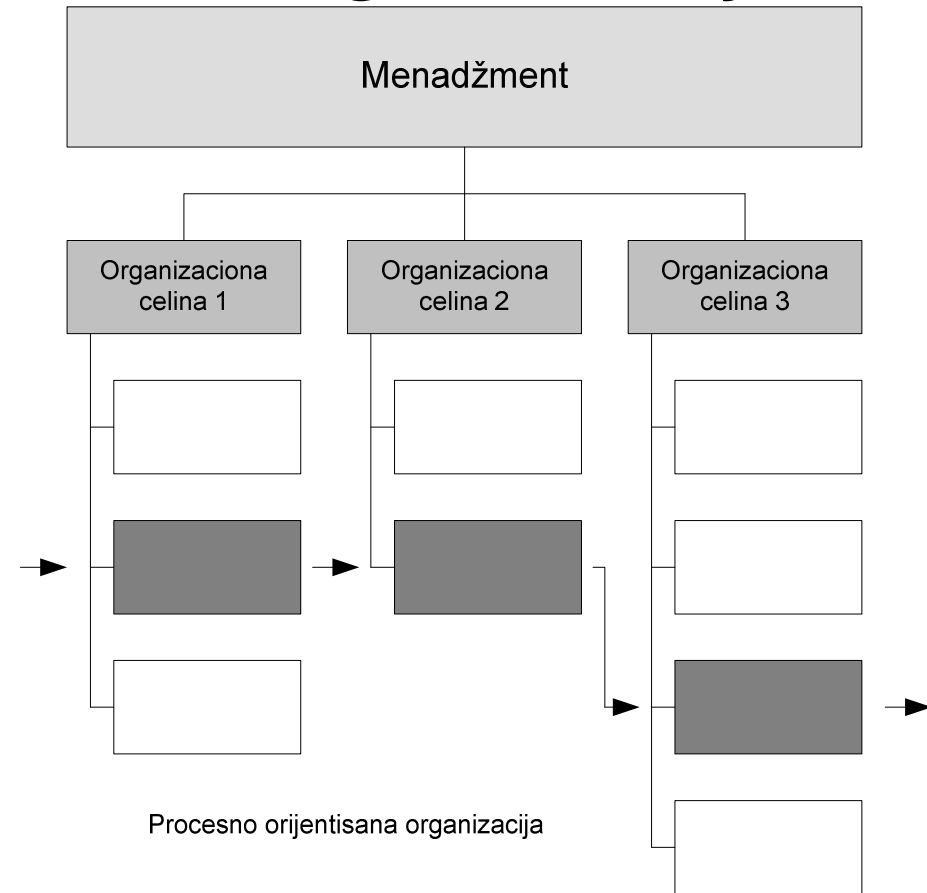 Menadžment
Organizaciona
celina 1
Organizaciona
celina 2
Organizaciona
celina 3
Procesno orijentisana organizacija